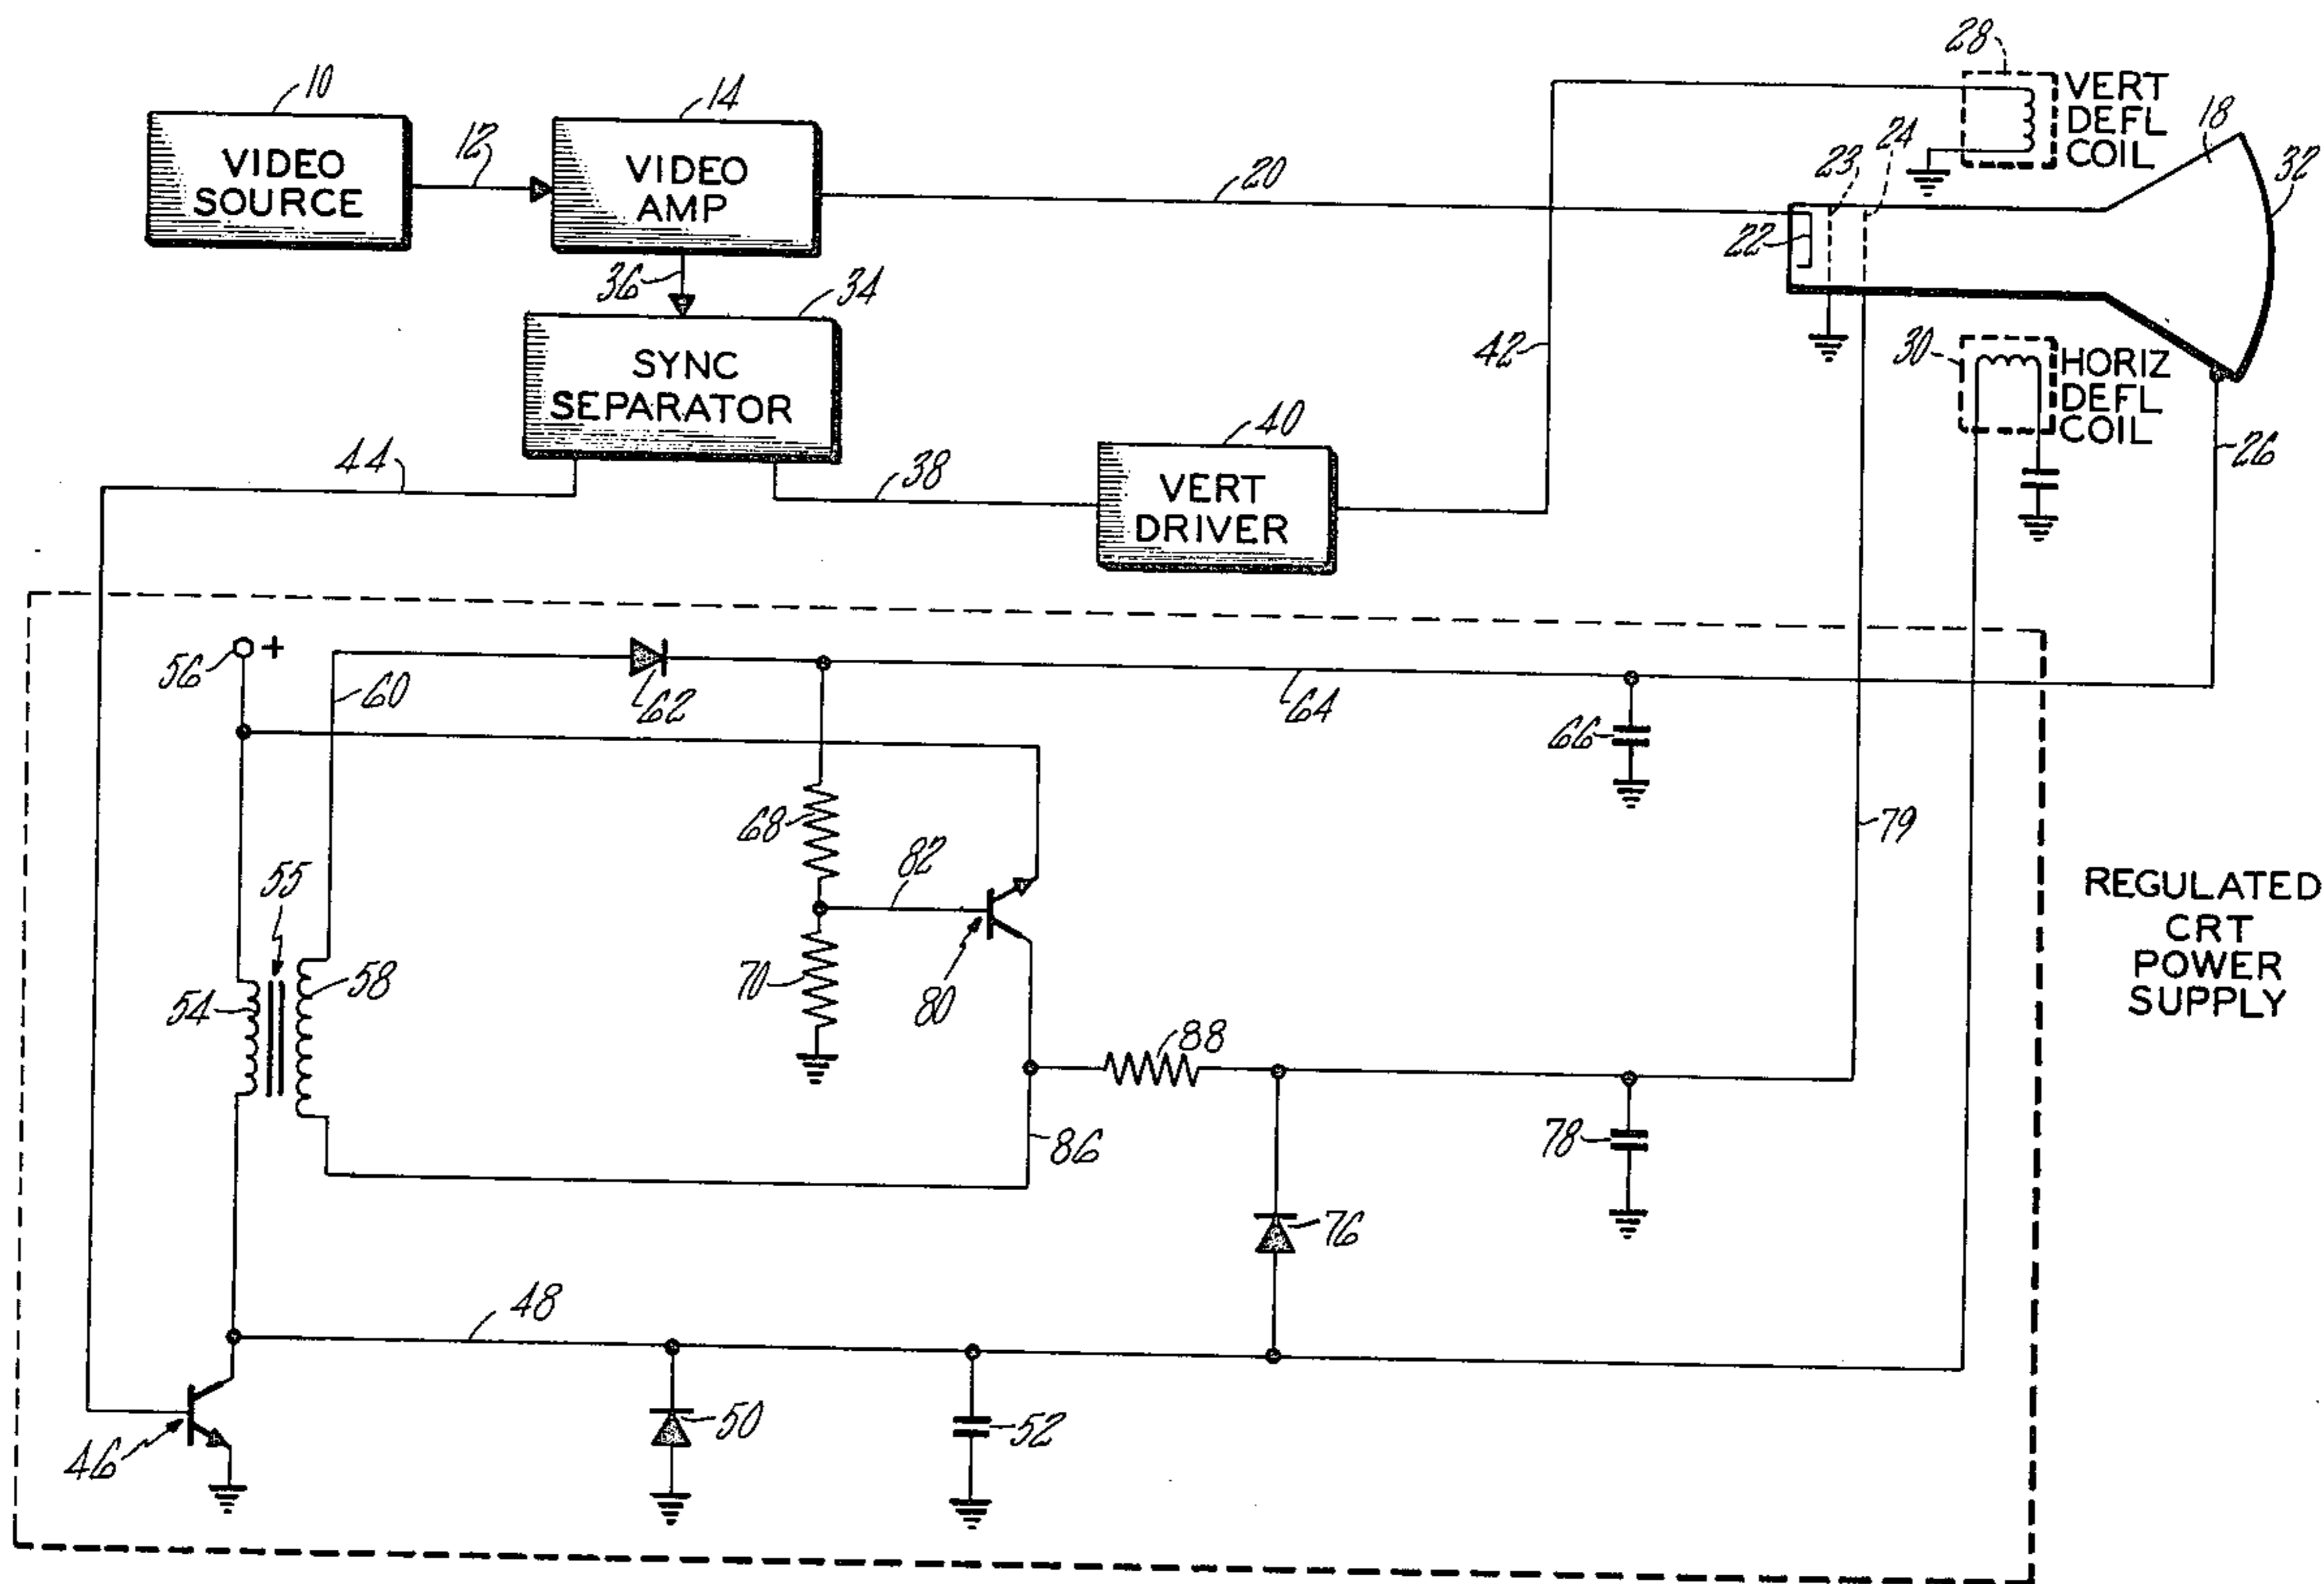 10
VIDEO
SOURCE
12
14
VIDEO
AMP
20
28
VERT
DEFL
COIL
18
32
23
24
22
36
34
SYNC
SEPARATOR
44
38
40
VERT
DRIVER
42
30
HORIZ
DEFL
COIL
26
56
+
60
62
64
66
68
82
79
55
54
58
70
80
88
86
78
76
REGULATED
CRT
POWER
SUPPLY
48
46
50
52